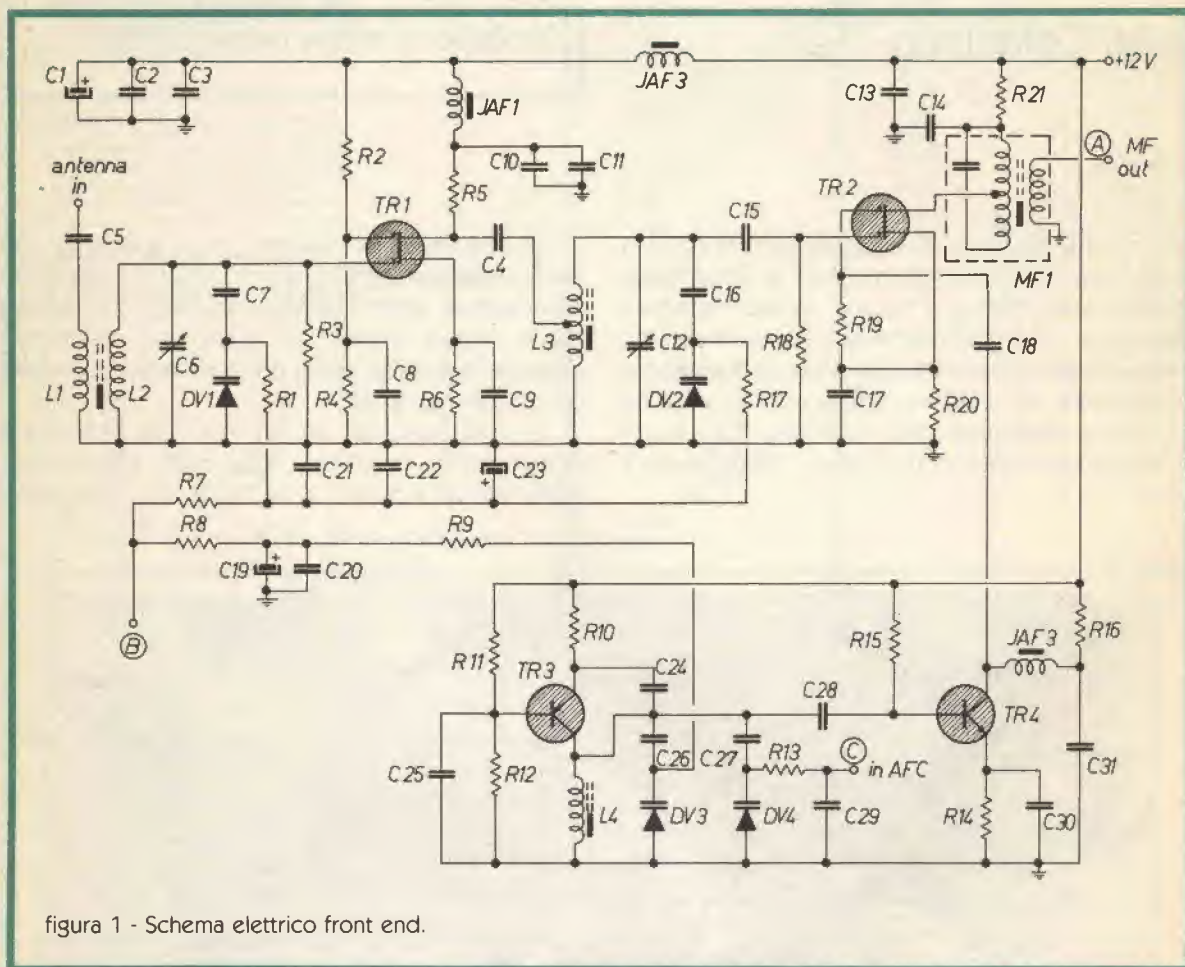 C1 + C2 C3
JAF3
+12V
JAF1
C13 C14 R21
antenna in
R2
C10 C11
A MF out
R5
TR1
TR2
C5
C4 C15
MF1
C7
R3
L3
C16
R19
C18
C6
C8
C12
R18
L1 L2
DV1 R1 R4 R6 C9
DV2 R17 C17 R20
C21 C22 C23 +
R7
R8 R9
C19 + C20
B
R10 R15 R16
R11
JAF3
TR3 C24
C28
TR4
C26 C27 R13 C in AFC
C25 R12
C31
L4 DV3 DV4 C29 R14 C30
figura 1 - Schema elettrico front end.